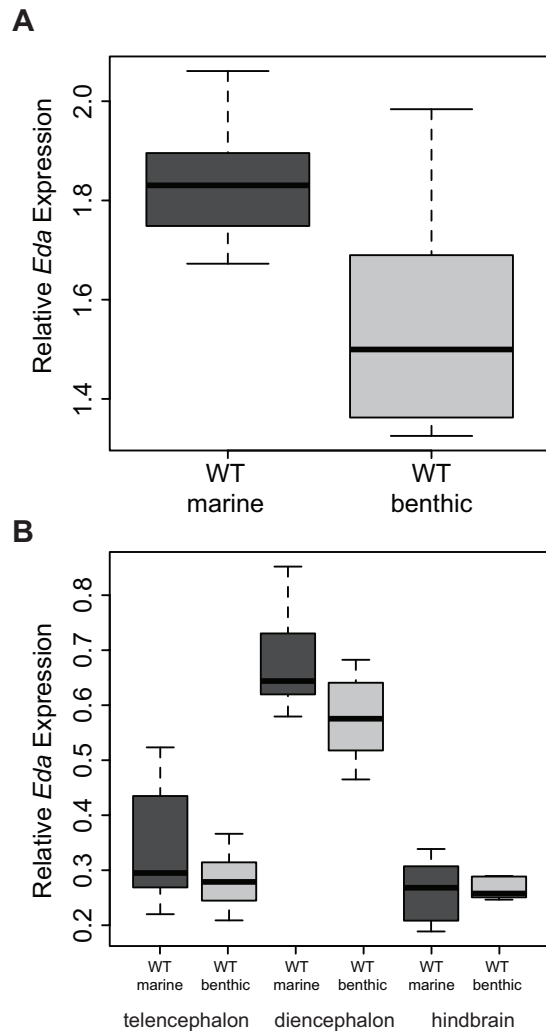 A
Relative Eda Expression
2.0
1.8
1.6
1.4
WT
marine
WT
benthic
B
Relative Eda Expression
0.8
0.7
0.6
0.5
0.4
0.3
0.2
WT WT WT WT WT WT
marine benthic marine benthic marine benthic
telencephalon diencephalon hindbrain